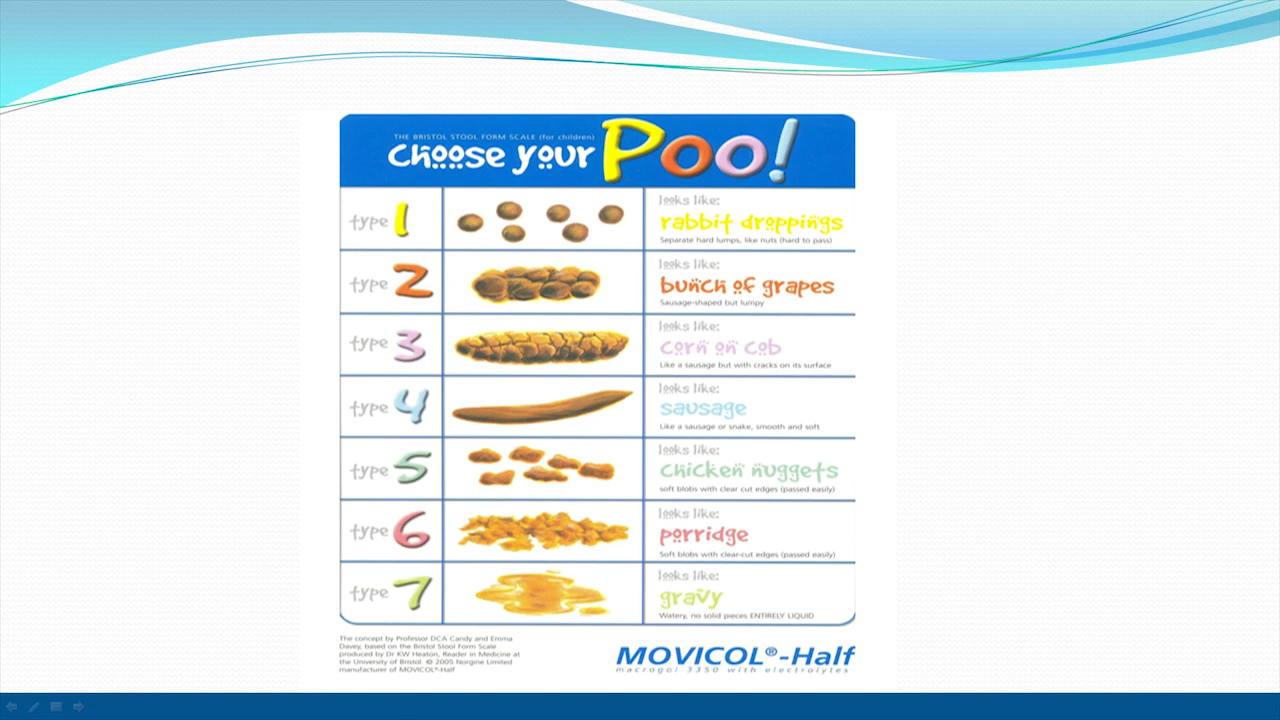 THE BRISTOL STOOL FORM SCALE (for children)
choose your Poo!
type 1
looks like:
rabbit droppings
Separate hard lumps, like nuts (hard to pass)
type 2
looks like:
bunch of grapes
Sausage-shaped but lumpy
type 3
looks like:
corn on cob
Like a sausage but with cracks on its surface
type 4
looks like:
sausage
Like a sausage or snake, smooth and soft
type 5
looks like:
chicken nuggets
soft blobs with clear cut edges (passed easily)
type 6
looks like:
porridge
Soft blobs with clear-cut edges (passed easily)
type 7
looks like:
gravy
Watery, no solid pieces ENTIRELY LIQUID
The concept by Professor DCA Candy and Emma
Davey, based on the Bristol Stool Form Scale
produced by Dr KW Heaton, Reader in Medicine at
the University of Bristol. © 2005 Norgine Limited
manufacturer of MOVICOL®-Half
MOVICOL®-Half
macrogol 3350 with electrolytes